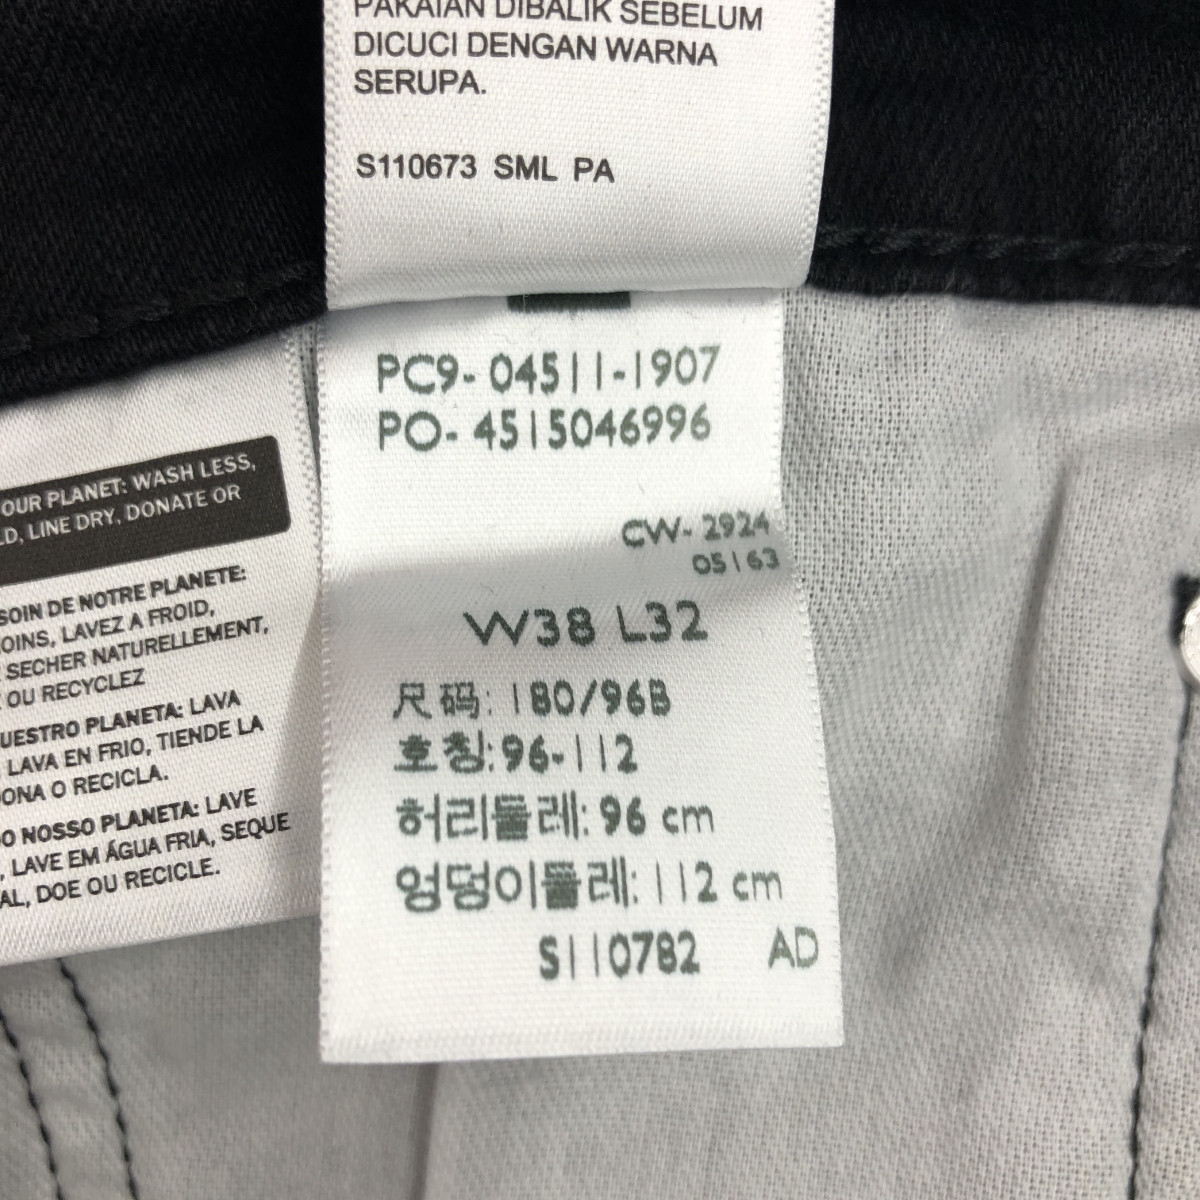 PAKAIAN DIBALIK SEBELUM
DICUCI DENGAN WARNA
SERUPA.
S110673 SML PA
PC9-04511-1907
PO-4515046996
CW-2924
05163
W38 L32
尺码: 180/96B
호칭:96-112
허리둘레: 96 cm
엉덩이둘레: 112 cm
S110782 AD
OUR PLANET: WASH LESS,
LINE DRY, DONATE OR
SOIN DE NOTRE PLANETE:
OINS, LAVEZ A FROID,
SECHER NATURELLEMENT,
OU RECYCLEZ
UESTRO PLANETA: LAVA
LAVA EN FRIO, TIENDE LA
ONA O RECICLA.
O NOSSO PLANETA: LAVE
, LAVE EM ÁGUA FRIA, SEQUE
AL, DOE OU RECICLE.